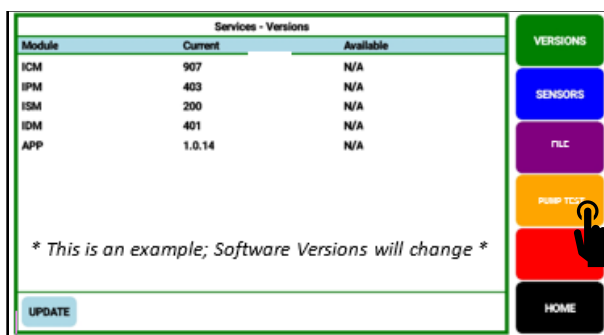 Services - Versions
Module Current Available
ICM 907 N/A
IPM 403 N/A
ISM 200 N/A
IDM 401 N/A
APP 1.0.14 N/A
* This is an example; Software Versions will change *
UPDATE
VERSIONS
SENSORS
PUMP TEST
HOME